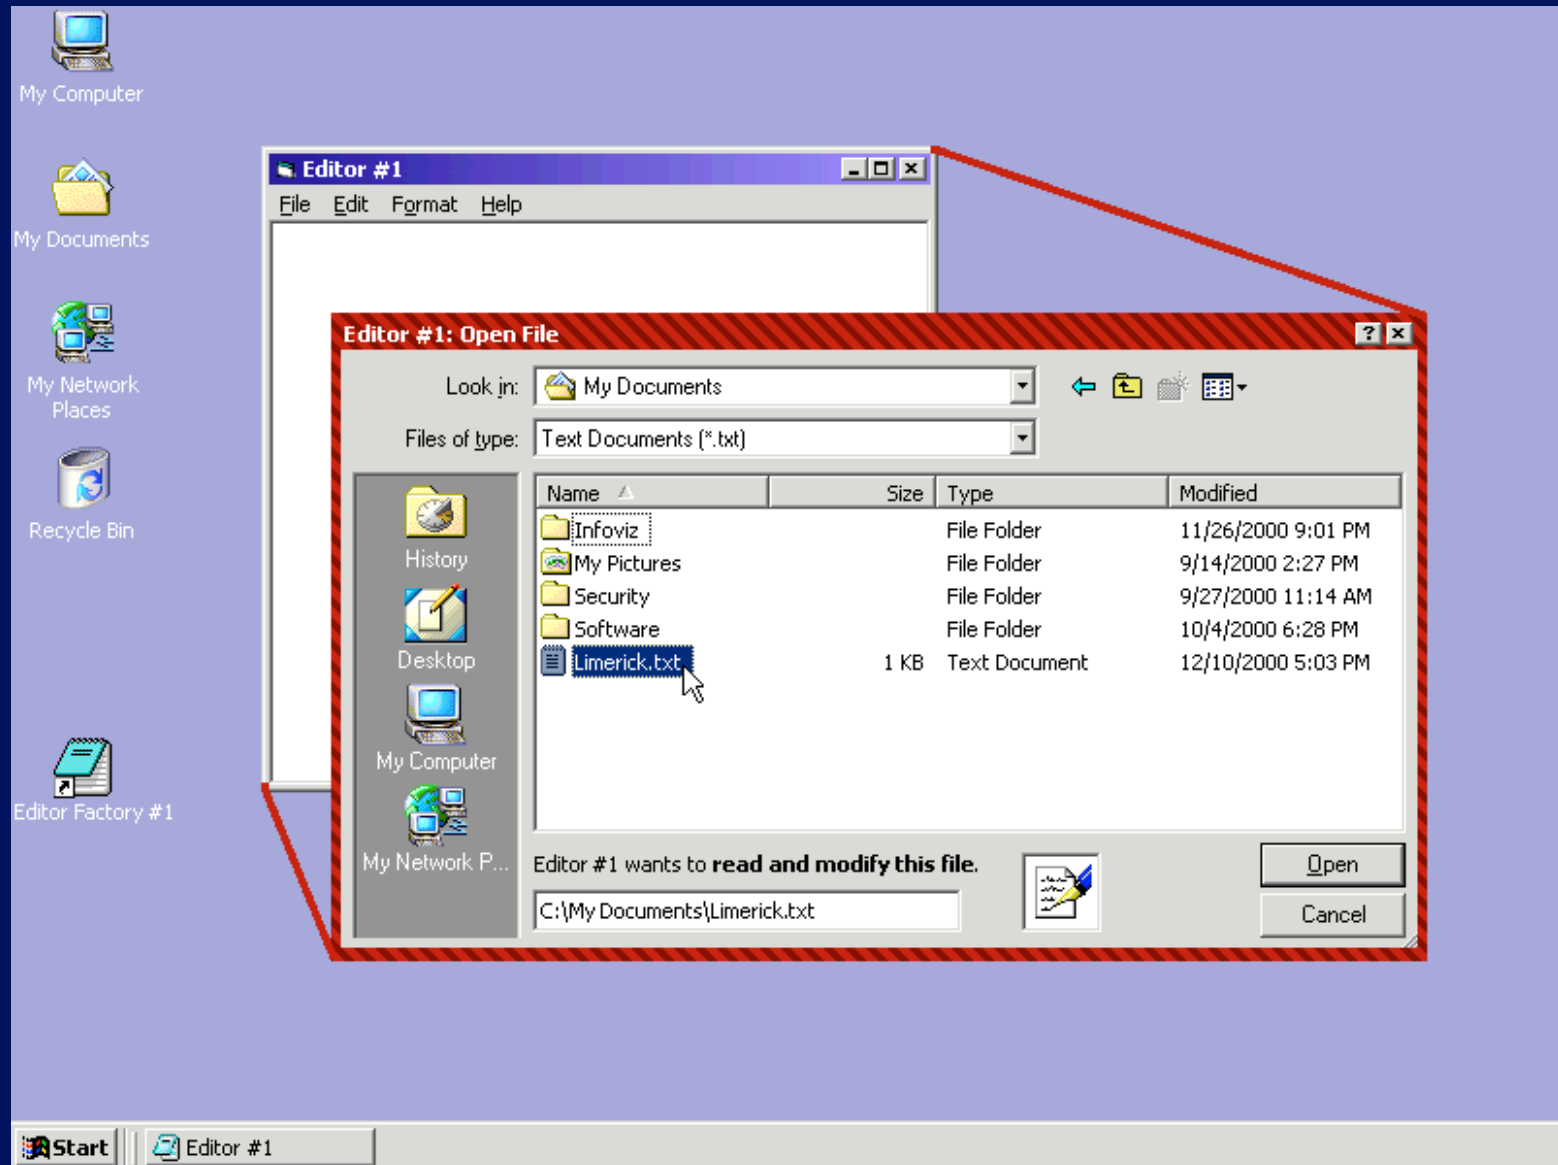 My Computer
My Documents
My Network
Places
Recycle Bin
Editor Factory #1
Editor #1
File Edit Format Help
Editor #1: Open File
Look in: My Documents
Files of type: Text Documents (*.txt)
History
Desktop
My Computer
My Network P...
Name Size Type Modified
Infoviz File Folder 11/26/2000 9:01 PM
My Pictures File Folder 9/14/2000 2:27 PM
Security File Folder 9/27/2000 11:14 AM
Software File Folder 10/4/2000 6:28 PM
Limerick.txt 1 KB Text Document 12/10/2000 5:03 PM
Editor #1 wants to read and modify this file.
Open
C:\My Documents\Limerick.txt
Cancel
Start Editor #1